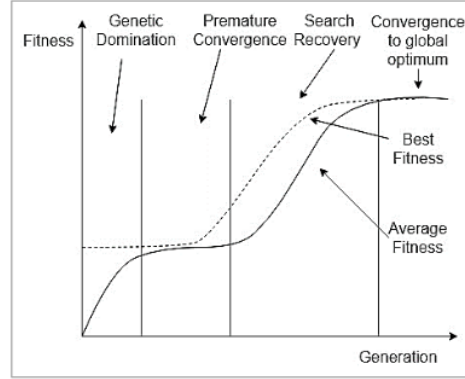 Fitness
Genetic
Domination
Premature
Convergence
Search
Recovery
Convergence
to global
optimum
Best
Fitness
Average
Fitness
Generation